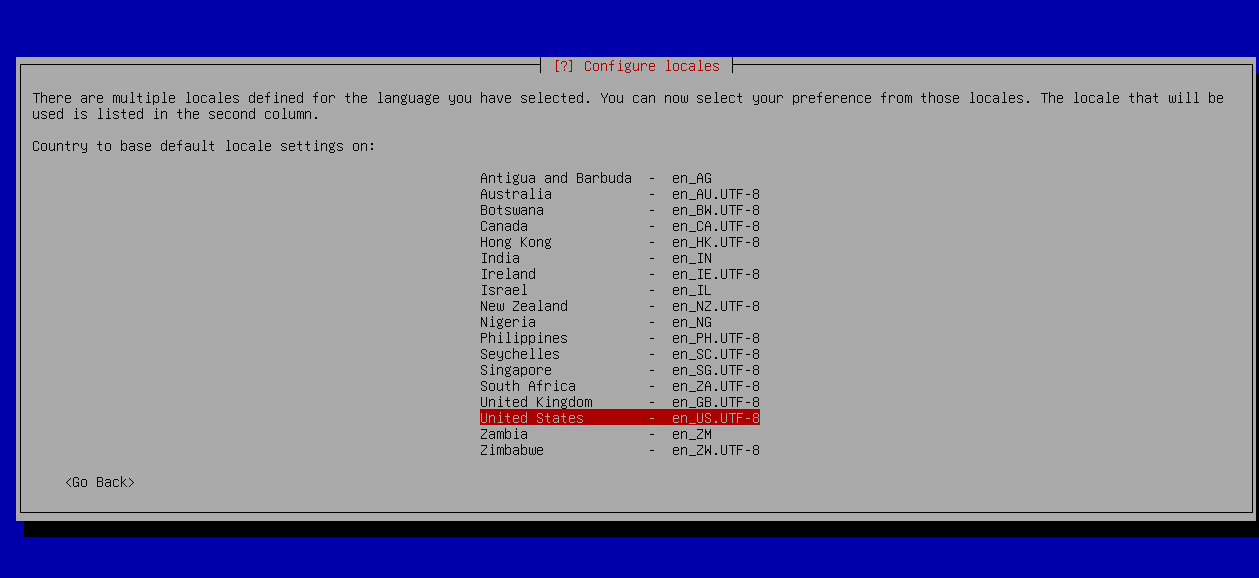 [?] Configure locales
There are multiple locales defined for the language you have selected. You can now select your preference from those locales. The locale that will be
used is listed in the second column.
Country to base default locale settings on:
Antigua and Barbuda - en_AG
Australia - en_AU.UTF-8
Botswana - en_BW.UTF-8
Canada - en_CA.UTF-8
Hong Kong - en_HK.UTF-8
India - en_IN
Ireland - en_IE.UTF-8
Israel - en_IL
New Zealand - en_NZ.UTF-8
Nigeria - en_NG
Philippines - en_PH.UTF-8
Seychelles - en_SC.UTF-8
Singapore - en_SG.UTF-8
South Africa - en_ZA.UTF-8
United Kingdom - en_GB.UTF-8
United States - en_US.UTF-8
Zambia - en_ZM
Zimbabwe - en_ZW.UTF-8
<Go Back>